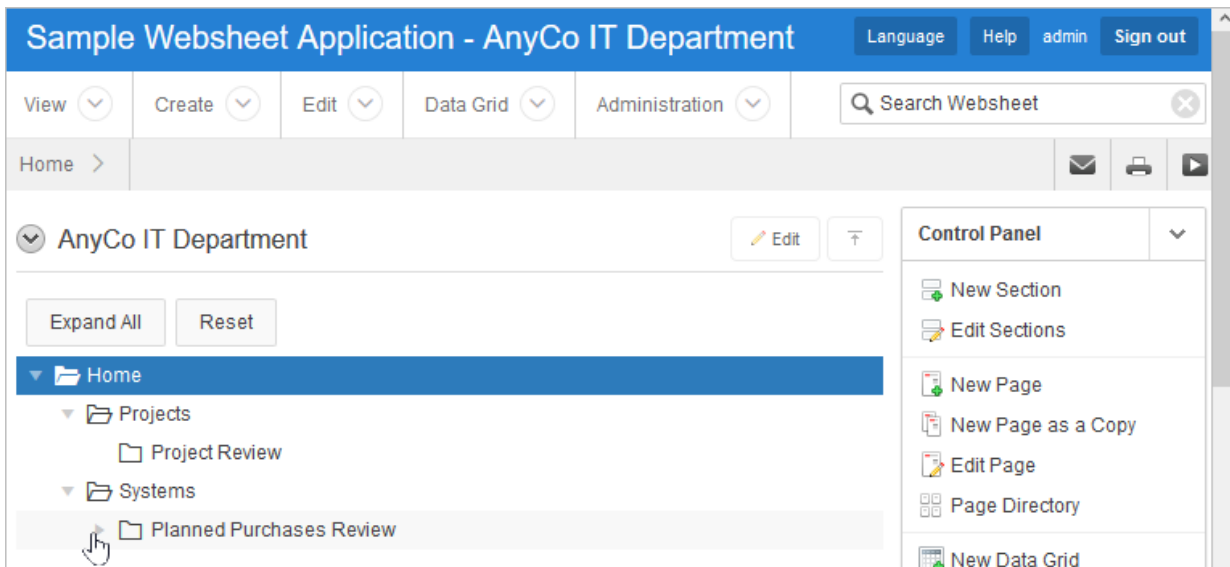 Sample Websheet Application - AnyCo IT Department Language Help admin Sign out
View Create Edit Data Grid Administration Search Websheet
Home
AnyCo IT Department Edit
Control Panel
New Section
Edit Sections
New Page
New Page as a Copy
Edit Page
Page Directory
New Data Grid
Expand All Reset
Home
Projects
Project Review
Systems
Planned Purchases Review